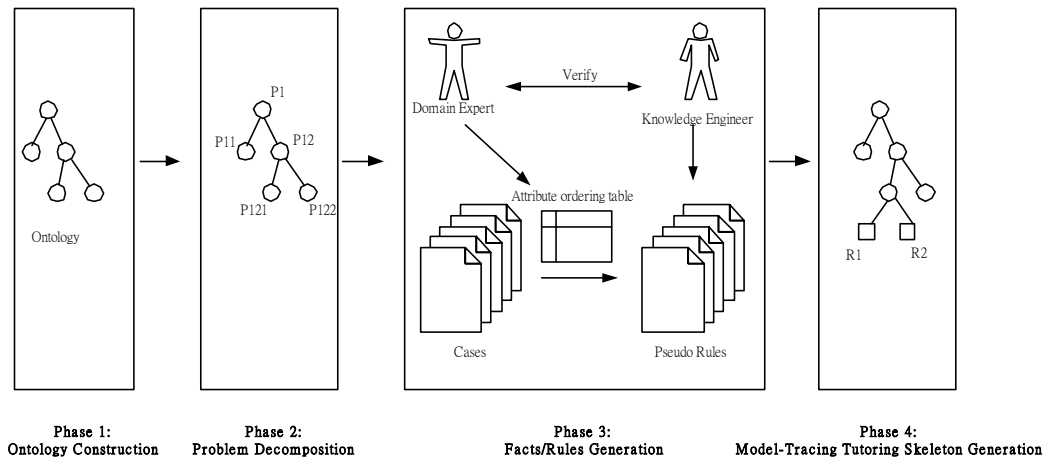 Ontology
P1
P11
P12
P121
P122
Verify
Domain Expert
Knowledge Engineer
Attribute ordering table
Cases
Pseudo Rules
R1
R2
Phase 1:
Ontology Construction
Phase 2:
Problem Decomposition
Phase 3:
Facts/Rules Generation
Phase 4:
Model-Tracing Tutoring Skeleton Generation